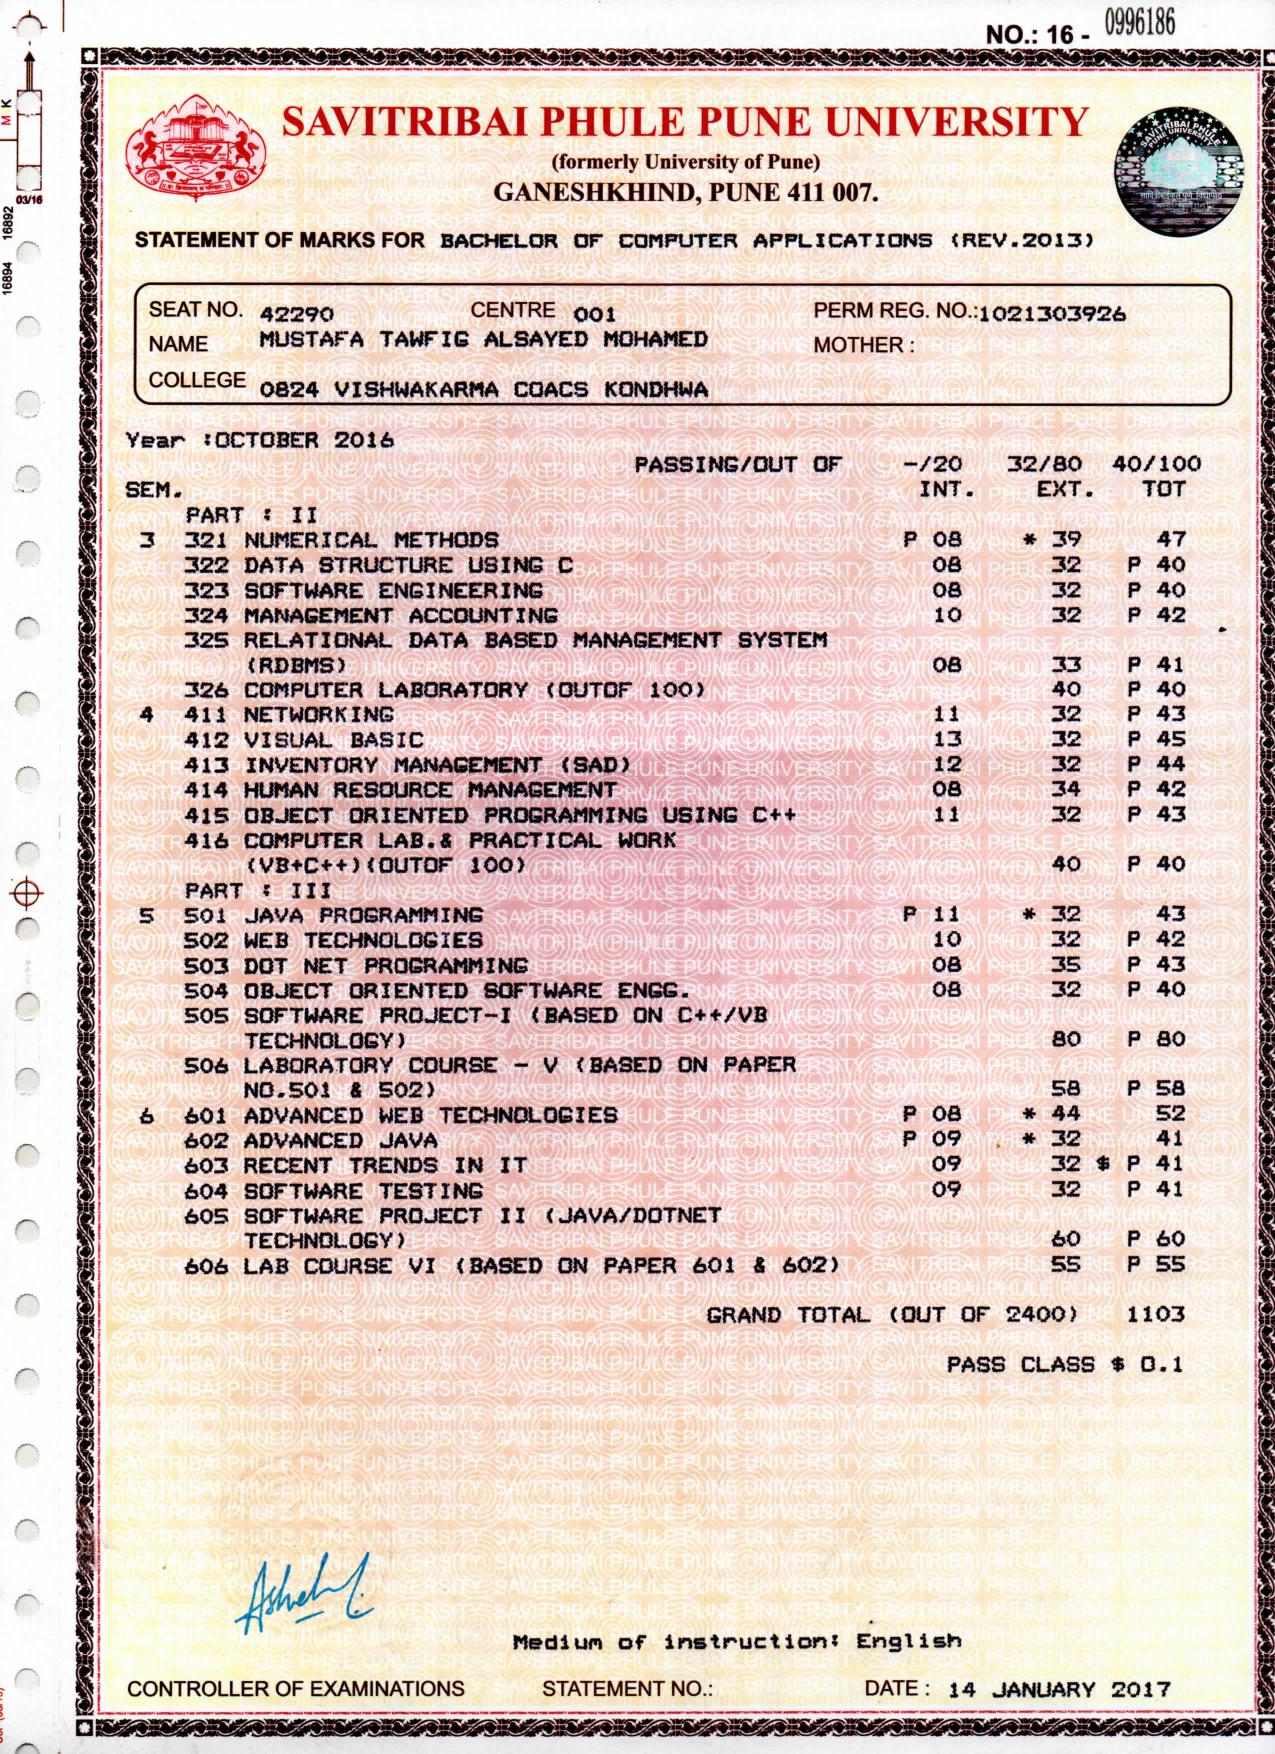 NO.: 16 - 0996186
M K
03/16
16892
16894
SAVITRIBAI PHULE PUNE UNIVERSITY
(formerly University of Pune)
GANESHKHIND, PUNE 411 007.
SAVITRIBAI PHULE PUNE UNIVERSITY
STATEMENT OF MARKS FOR BACHELOR OF COMPUTER APPLICATIONS (REV.2013)
SEAT NO. 42290 CENTRE 001 PERM REG. NO.:1021303926
NAME MUSTAFA TAWFIG ALSAYED MOHAMED MOTHER :
COLLEGE 0824 VISHWAKARMA COACS KONDHWA
Year :OCTOBER 2016
PASSING/OUT OF -/20 32/80 40/100
SEM. INT. EXT. TOT
PART : II
3 321 NUMERICAL METHODS P 08 * 39 47
322 DATA STRUCTURE USING C 08 32 P 40
323 SOFTWARE ENGINEERING 08 32 P 40
324 MANAGEMENT ACCOUNTING 10 32 P 42
325 RELATIONAL DATA BASED MANAGEMENT SYSTEM
(RDBMS) 08 33 P 41
326 COMPUTER LABORATORY (OUTOF 100) 40 P 40
4 411 NETWORKING 11 32 P 43
412 VISUAL BASIC 13 32 P 45
413 INVENTORY MANAGEMENT (SAD) 12 32 P 44
414 HUMAN RESOURCE MANAGEMENT 08 34 P 42
415 OBJECT ORIENTED PROGRAMMING USING C++ 11 32 P 43
416 COMPUTER LAB.& PRACTICAL WORK
(VB+C++)(OUTOF 100) 40 P 40
PART : III
5 501 JAVA PROGRAMMING P 11 * 32 43
502 WEB TECHNOLOGIES 10 32 P 42
503 DOT NET PROGRAMMING 08 35 P 43
504 OBJECT ORIENTED SOFTWARE ENGG. 08 32 P 40
505 SOFTWARE PROJECT-I (BASED ON C++/VB
TECHNOLOGY) 80 P 80
506 LABORATORY COURSE - V (BASED ON PAPER
NO.501 & 502) 58 P 58
6 601 ADVANCED WEB TECHNOLOGIES P 08 * 44 52
602 ADVANCED JAVA P 09 * 32 41
603 RECENT TRENDS IN IT 09 32 $ P 41
604 SOFTWARE TESTING 09 32 P 41
605 SOFTWARE PROJECT II (JAVA/DOTNET
TECHNOLOGY) 60 P 60
606 LAB COURSE VI (BASED ON PAPER 601 & 602) 55 P 55
GRAND TOTAL (OUT OF 2400) 1103
PASS CLASS $ 0.1
Medium of instruction: English
CONTROLLER OF EXAMINATIONS STATEMENT NO.: DATE : 14 JANUARY 2017